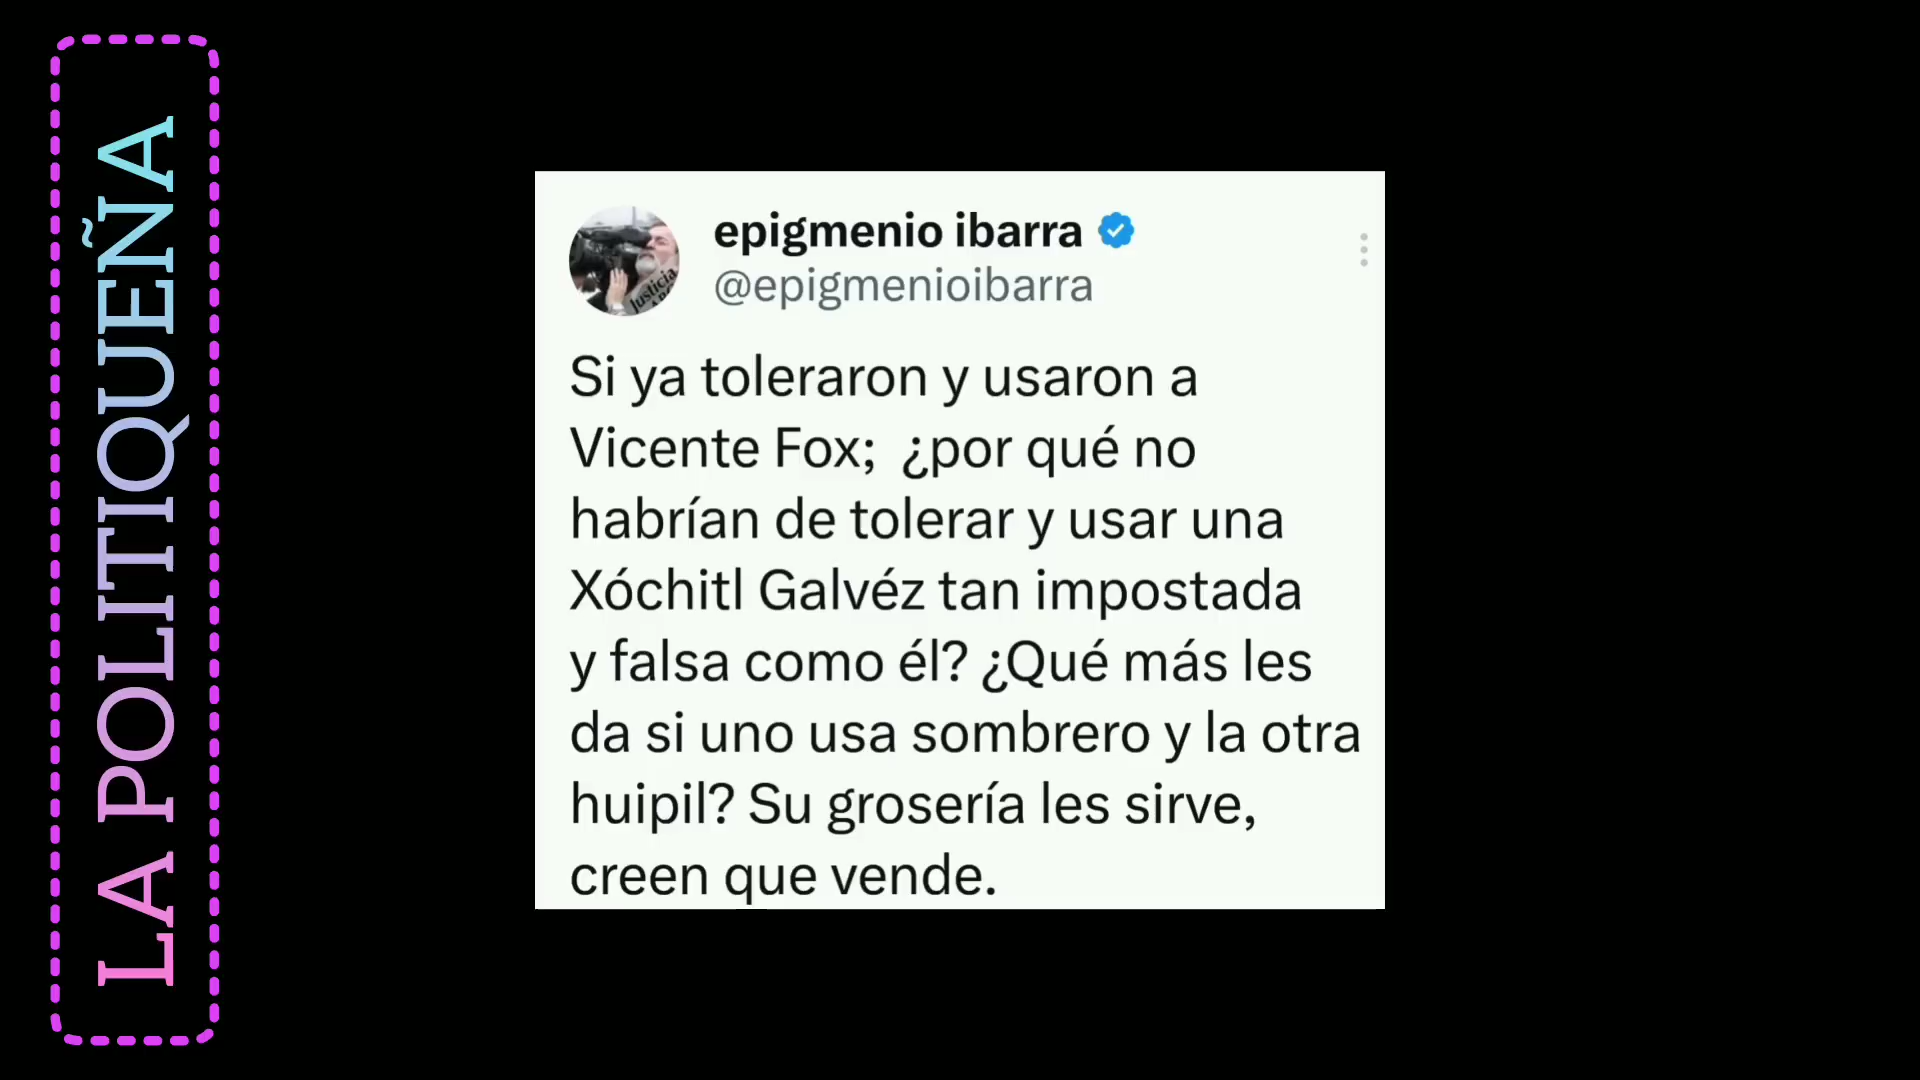 LA POLITIQUEÑA
epigmenio ibarra
@epigmenioibarra
Justicia
Si ya toleraron y usaron a
Vicente Fox;  ¿por qué no
habrían de tolerar y usar una
Xóchitl Galvéz tan impostada
y falsa como él? ¿Qué más les
da si uno usa sombrero y la otra
huipil? Su grosería les sirve,
creen que vende.